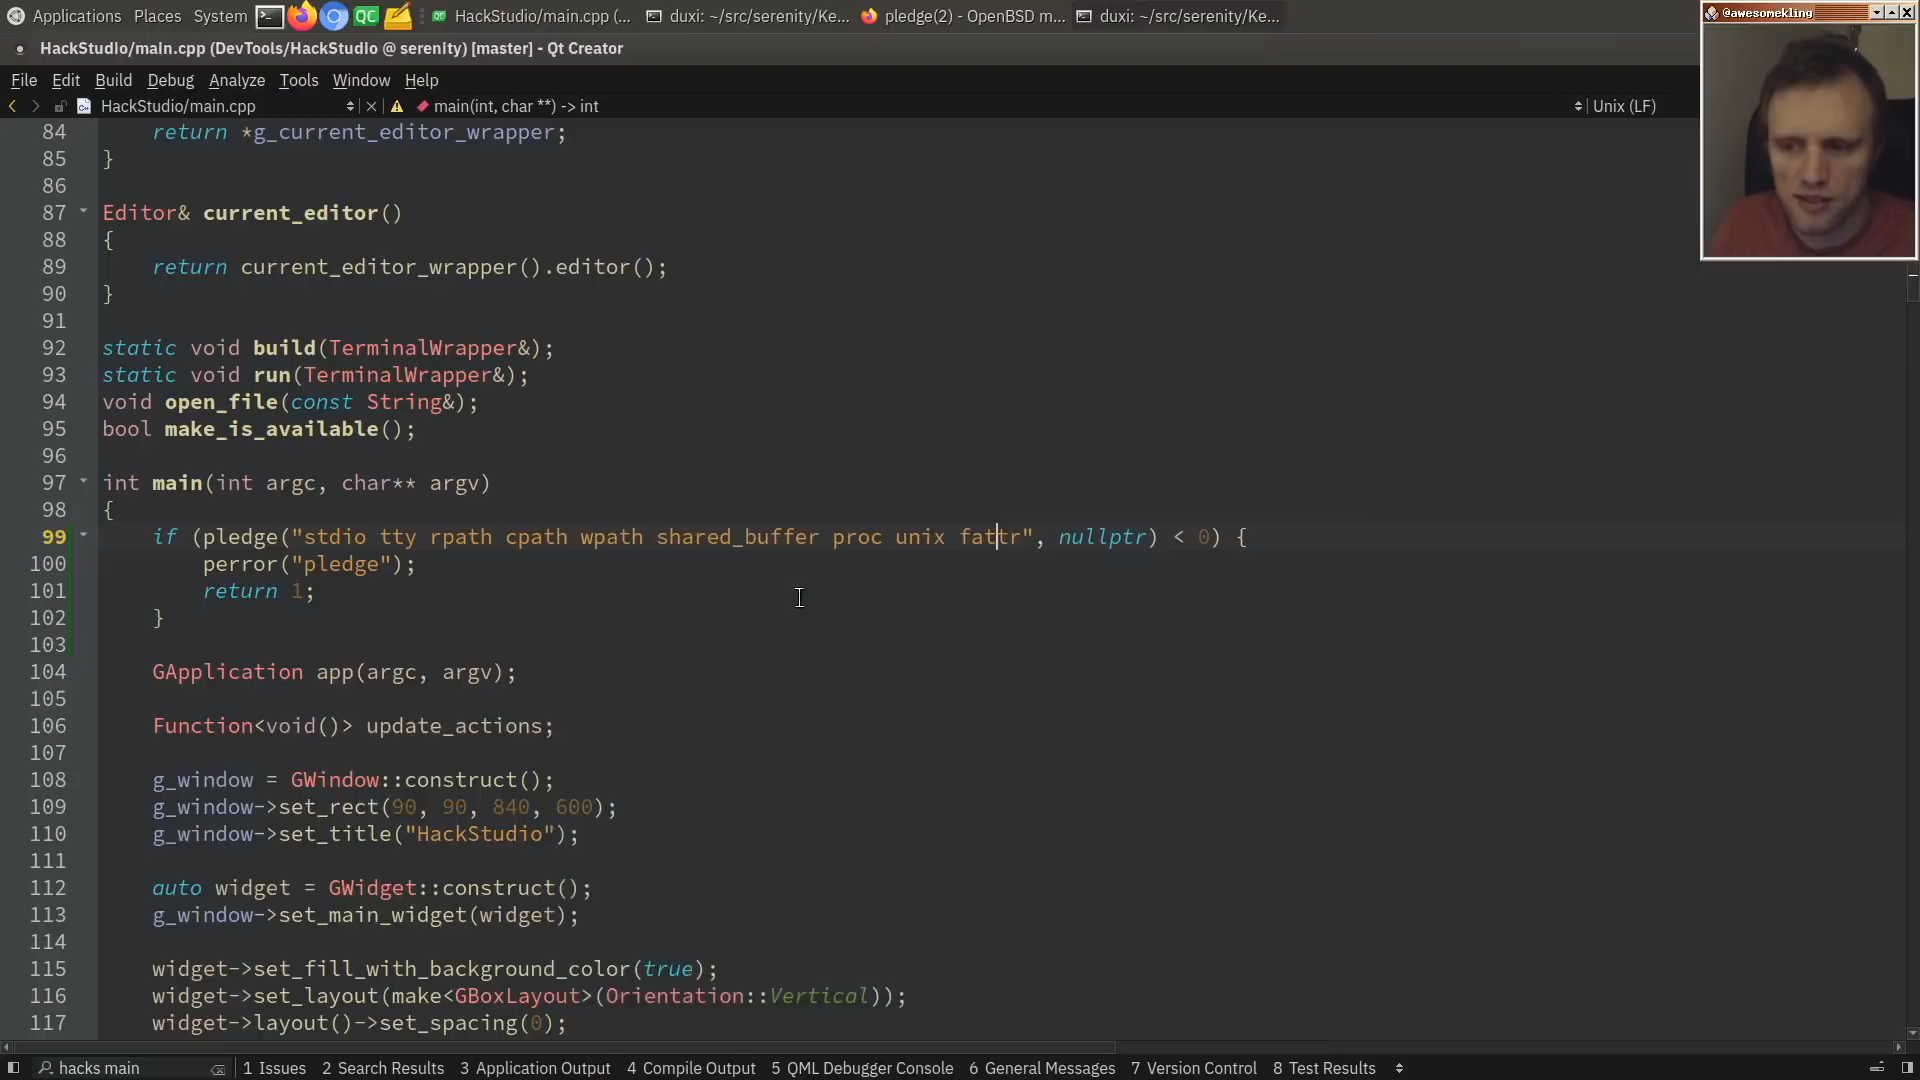 Applications Places System QC QC HackStudio/main.cpp (... duxi: ~/src/serenity/Ke... pledge(2) - OpenBSD m... duxi: ~/src/serenity/Ke...
@awesomekling
HackStudio/main.cpp (DevTools/HackStudio @ serenity) [master] - Qt Creator
File Edit Build Debug Analyze Tools Window Help
HackStudio/main.cpp main(int, char **) -> int Unix (LF)
84 return *g_current_editor_wrapper;
85 }
86
87 Editor& current_editor()
88 {
89 return current_editor_wrapper().editor();
90 }
91
92 static void build(TerminalWrapper&);
93 static void run(TerminalWrapper&);
94 void open_file(const String&);
95 bool make_is_available();
96
97 int main(int argc, char** argv)
98 {
99 if (pledge("stdio tty rpath cpath wpath shared_buffer proc unix fattr", nullptr) < 0) {
100 perror("pledge");
101 return 1;
102 }
103
104 GApplication app(argc, argv);
105
106 Function<void()> update_actions;
107
108 g_window = GWindow::construct();
109 g_window->set_rect(90, 90, 840, 600);
110 g_window->set_title("HackStudio");
111
112 auto widget = GWidget::construct();
113 g_window->set_main_widget(widget);
114
115 widget->set_fill_with_background_color(true);
116 widget->set_layout(make<GBoxLayout>(Orientation::Vertical));
117 widget->layout()->set_spacing(0);
hacks main 1 Issues 2 Search Results 3 Application Output 4 Compile Output 5 QML Debugger Console 6 General Messages 7 Version Control 8 Test Results